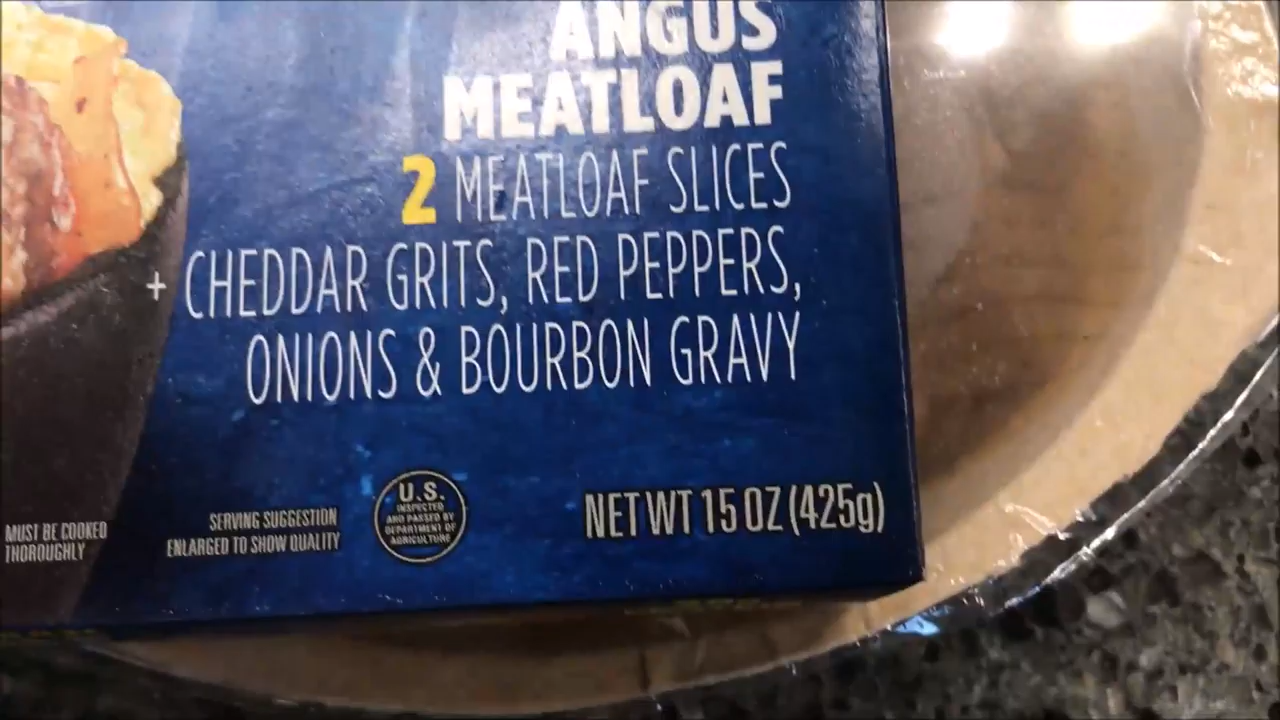 ANGUS
MEATLOAF
2 MEATLOAF SLICES
+ CHEDDAR GRITS, RED PEPPERS,
ONIONS & BOURBON GRAVY
MUST BE COOKED
THOROUGHLY
SERVING SUGGESTION
ENLARGED TO SHOW QUALITY
U.S.
INSPECTED
AND PASSED BY
DEPARTMENT OF
AGRICULTURE
NET WT 15 OZ (425g)